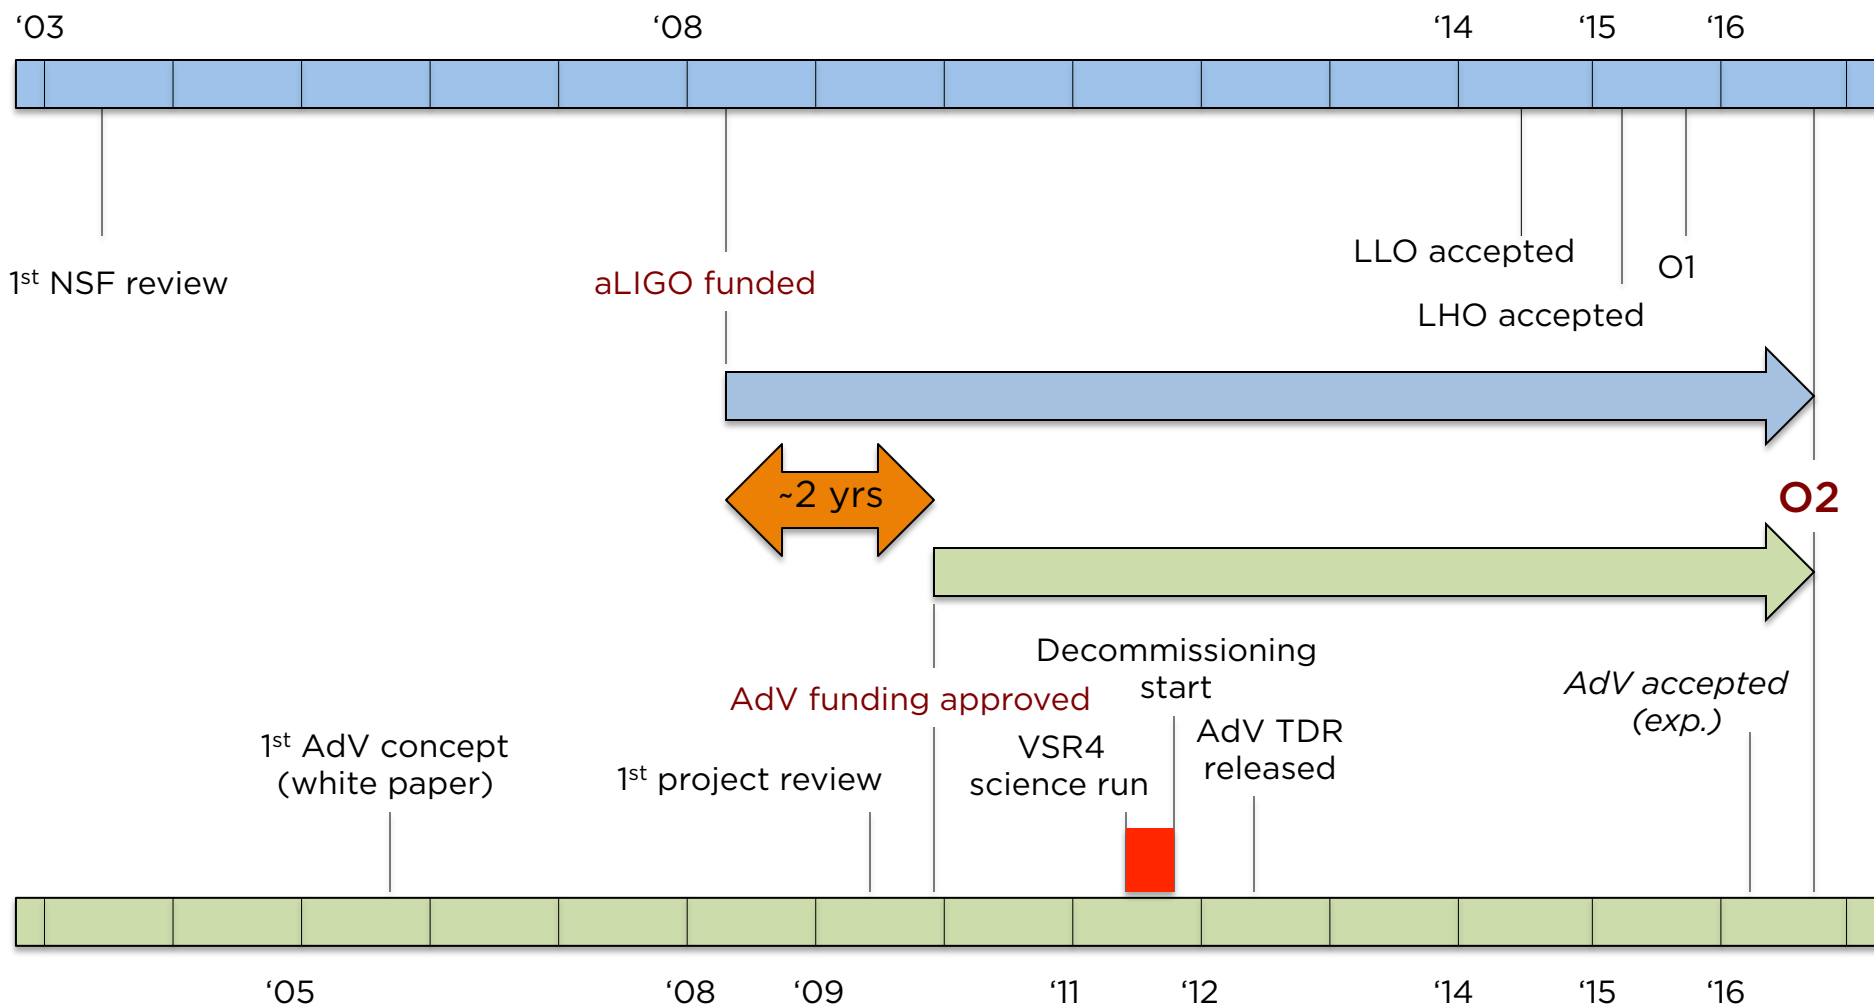 ‘03 ‘08 ‘14 ‘15 ‘16
1st NSF review
aLIGO funded
LLO accepted
O1
LHO accepted
~2 yrs
O2
Decommissioning
start
AdV funding approved
AdV accepted
(exp.)
1st AdV concept
(white paper)
1st project review
VSR4
science run
AdV TDR
released
‘05 ‘08 ‘09 ‘11 ‘12 ‘14 ‘15 ‘16